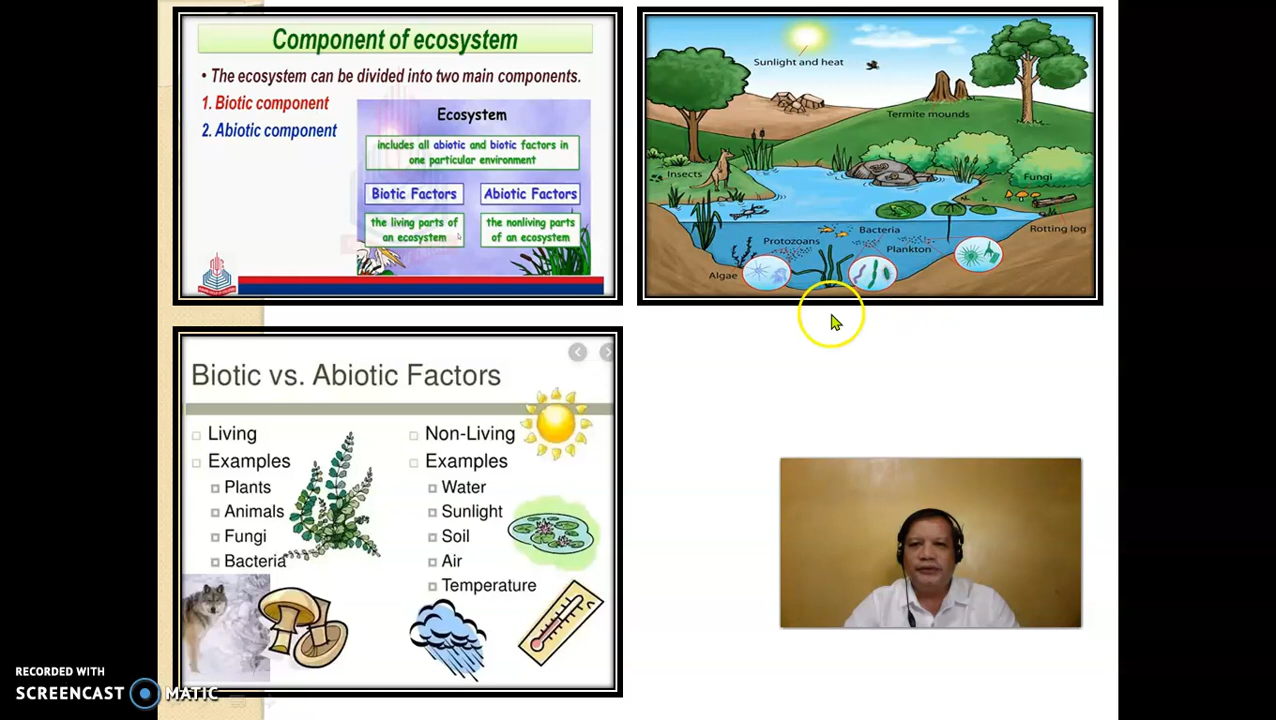 Component of ecosystem
• The ecosystem can be divided into two main components.
1. Biotic component
2. Abiotic component
Ecosystem
includes all abiotic and biotic factors in
one particular environment
Biotic Factors
Abiotic Factors
the living parts of
an ecosystem
the nonliving parts
of an ecosystem
Sunlight and heat
Termite mounds
Insects
Fungi
Bacteria
Rotting log
Protozoans
Plankton
Algae
Biotic vs. Abiotic Factors
Living
Examples
Plants
Animals
Fungi
Bacteria
Non-Living
Examples
Water
Sunlight
Soil
Air
Temperature
RECORDED WITH
SCREENCAST MATIC